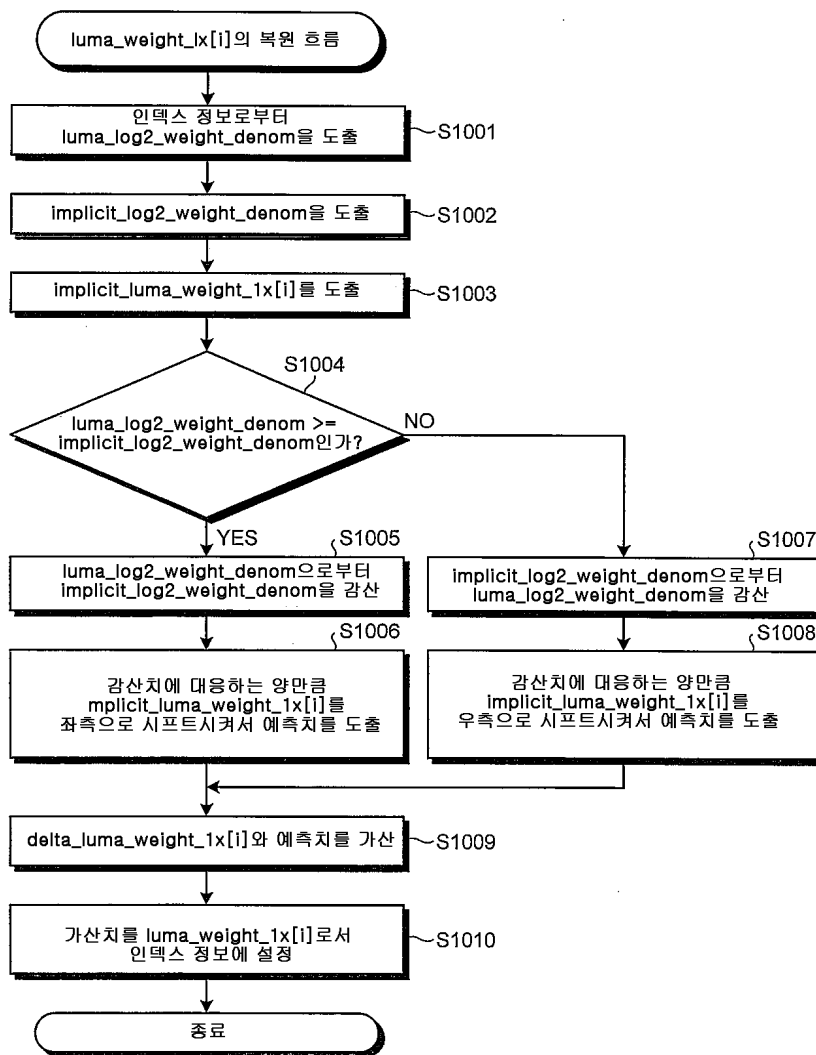 luma_weight_lx[i]의 복원 흐름
인덱스 정보로부터
luma_log2_weight_denom을 도출
S1001
implicit_log2_weight_denom을 도출
S1002
implicit_luma_weight_1x[i]를 도출
S1003
S1004
luma_log2_weight_denom >=
implicit_log2_weight_denom인가?
NO
YES
S1005
luma_log2_weight_denom으로부터
implicit_log2_weight_denom을 감산
S1007
implicit_log2_weight_denom으로부터
luma_log2_weight_denom을 감산
S1006
감산치에 대응하는 양만큼
mplicit_luma_weight_1x[i]를
좌측으로 시프트시켜서 예측치를 도출
S1008
감산치에 대응하는 양만큼
implicit_luma_weight_1x[i]를
우측으로 시프트시켜서 예측치를 도출
delta_luma_weight_1x[i]와 예측치를 가산
S1009
가산치를 luma_weight_1x[i]로서
인덱스 정보에 설정
S1010
종료